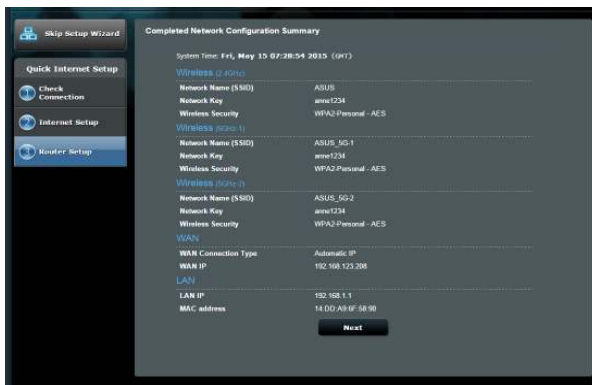 Skip Setup Wizard
Quick Internet Setup
1 Check Connection
2 Internet Setup
3 Router Setup
Completed Network Configuration Summary
System Time: Fri, May 15 07:28:54 2015 (GMT)
Wireless (2.4GHz)
Network Name (SSID) ASUS
Network Key anne1234
Wireless Security WPA2-Personal - AES
Wireless (5GHz-1)
Network Name (SSID) ASUS_5G-1
Network Key anne1234
Wireless Security WPA2-Personal - AES
Wireless (5GHz-2)
Network Name (SSID) ASUS_5G-2
Network Key anne1234
Wireless Security WPA2-Personal - AES
WAN
WAN Connection Type Automatic IP
WAN IP 192.168.123.208
LAN
LAN IP 192.168.1.1
MAC address 14:DD:A9:6F:58:90
Next